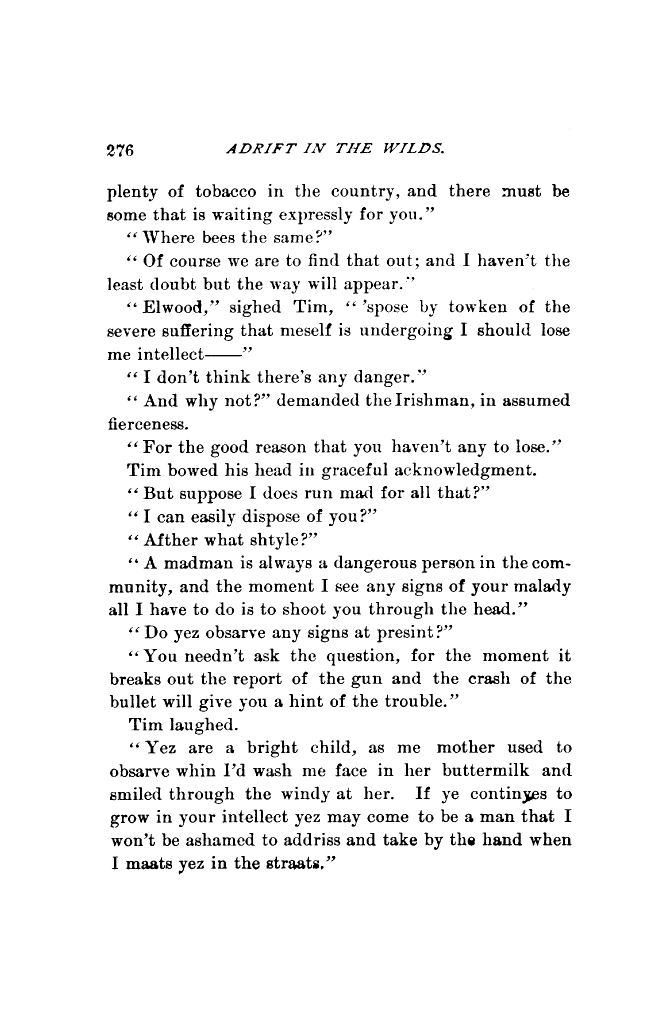 276 ADRIFT IN THE WILDS.
plenty of tobacco in the country, and there must be
some that is waiting expressly for you."
"Where bees the same?"
"Of course we are to find that out; and I haven't the
least doubt but the way will appear."
"Elwood," sighed Tim, "'spose by towken of the
severe suffering that meself is undergoing I should lose
me intellect——"
"I don't think there's any danger."
"And why not?" demanded the Irishman, in assumed
fierceness.
"For the good reason that you haven't any to lose."
Tim bowed his head in graceful acknowledgment.
"But suppose I does run mad for all that?"
"I can easily dispose of you?"
"Afther what shtyle?"
"A madman is always a dangerous person in the com-
munity, and the moment I see any signs of your malady
all I have to do is to shoot you through the head."
"Do yez obsarve any signs at presint?"
"You needn't ask the question, for the moment it
breaks out the report of the gun and the crash of the
bullet will give you a hint of the trouble."
Tim laughed.
"Yez are a bright child, as me mother used to
obsarve whin I'd wash me face in her buttermilk and
smiled through the windy at her. If ye continyes to
grow in your intellect yez may come to be a man that I
won't be ashamed to addriss and take by the hand when
I maats yez in the straats."